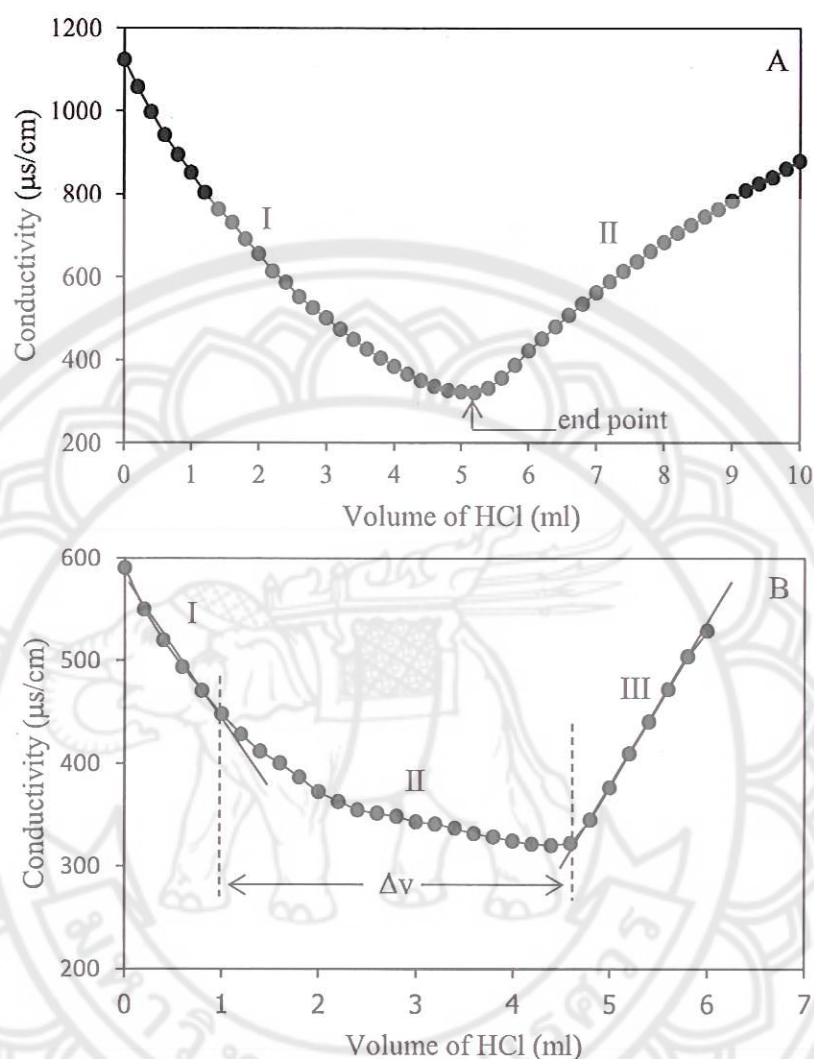 1200
A
1000
800
I
II
600
400
end point
200
0 1 2 3 4 5 6 7 8 9 10
Conductivity (μs/cm)
Volume of HCl (ml)
600
B
I
500
III
400
II
300
Δv
200
0 1 2 3 4 5 6 7
Conductivity (μs/cm)
Volume of HCl (ml)